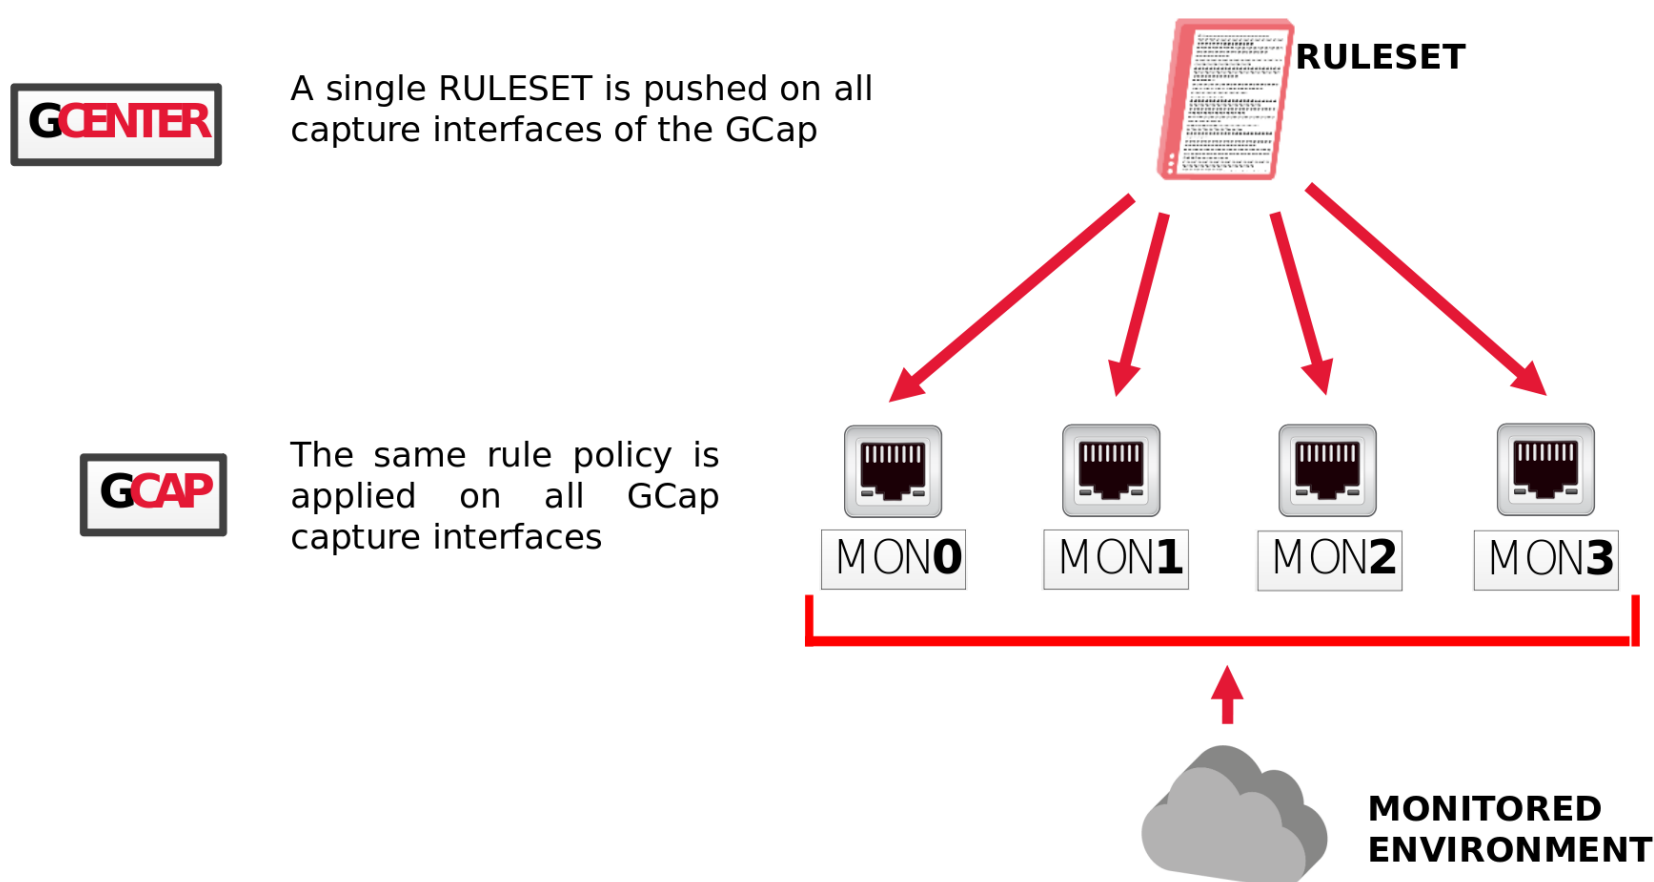 RULESET
GCENTER
A single RULESET is pushed on all
capture interfaces of the GCap
GCAP
The same rule policy is
applied on all GCap
capture interfaces
MON0
MON1
MON2
MON3
MONITORED
ENVIRONMENT